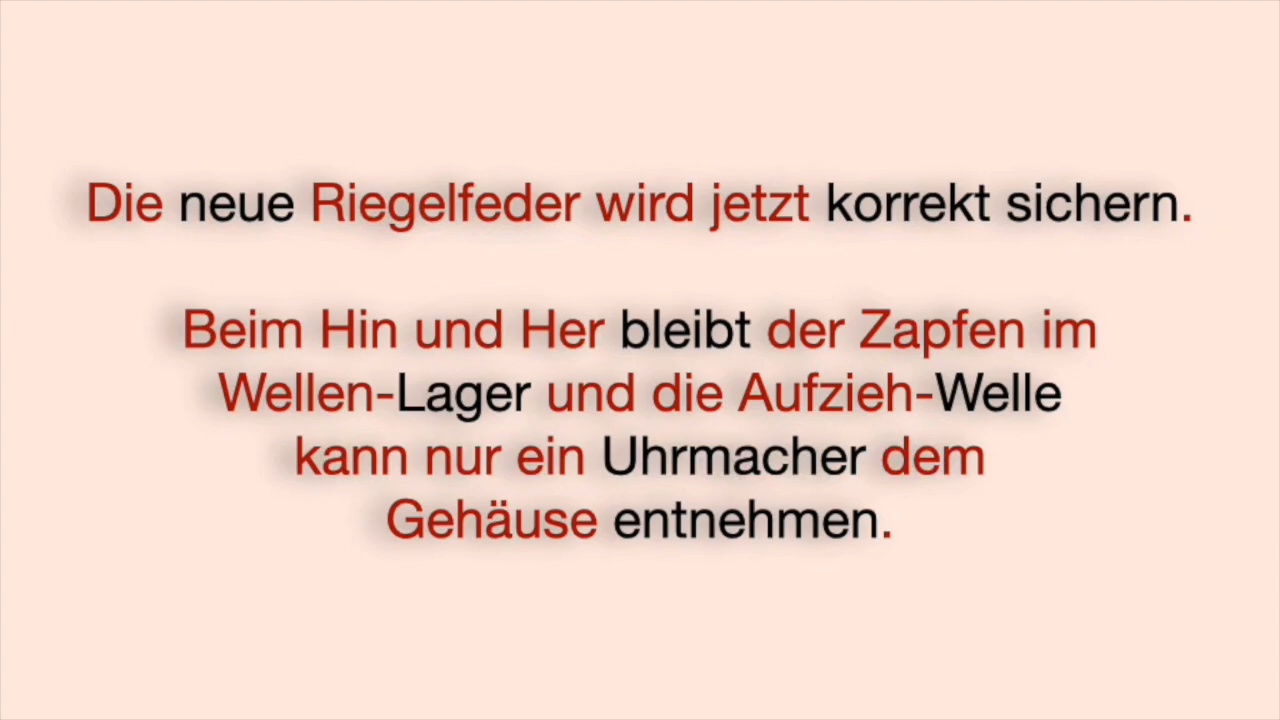 Die neue Riegelfeder wird jetzt korrekt sichern.
Beim Hin und Her bleibt der Zapfen im
Wellen-Lager und die Aufzieh-Welle
kann nur ein Uhrmacher dem
Gehäuse entnehmen.